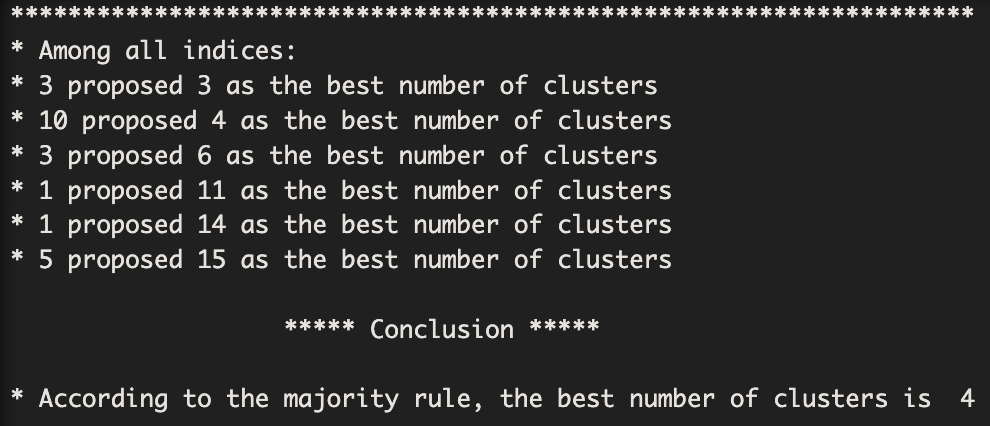 *******************************************************************
* Among all indices:
* 3 proposed 3 as the best number of clusters
* 10 proposed 4 as the best number of clusters
* 3 proposed 6 as the best number of clusters
* 1 proposed 11 as the best number of clusters
* 1 proposed 14 as the best number of clusters
* 5 proposed 15 as the best number of clusters
***** Conclusion *****
* According to the majority rule, the best number of clusters is  4